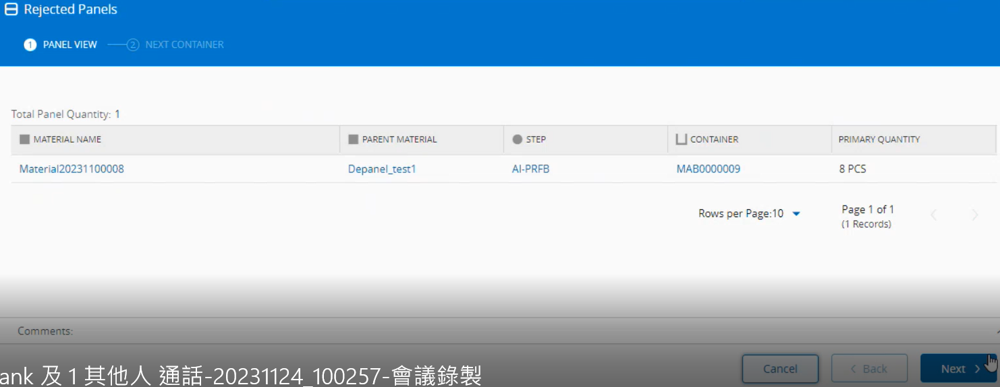 Rejected Panels
1 PANEL VIEW 2 NEXT CONTAINER
Total Panel Quantity: 1
MATERIAL NAME PARENT MATERIAL STEP CONTAINER PRIMARY QUANTITY
Material20231100008 Depanel_test1 AI-PRFB MAB0000009 8 PCS
Rows per Page:10 Page 1 of 1
(1 Records)
Comments:
Cancel Back Next
ank 及 1 其他人 通話-20231124_100257-會議錄製